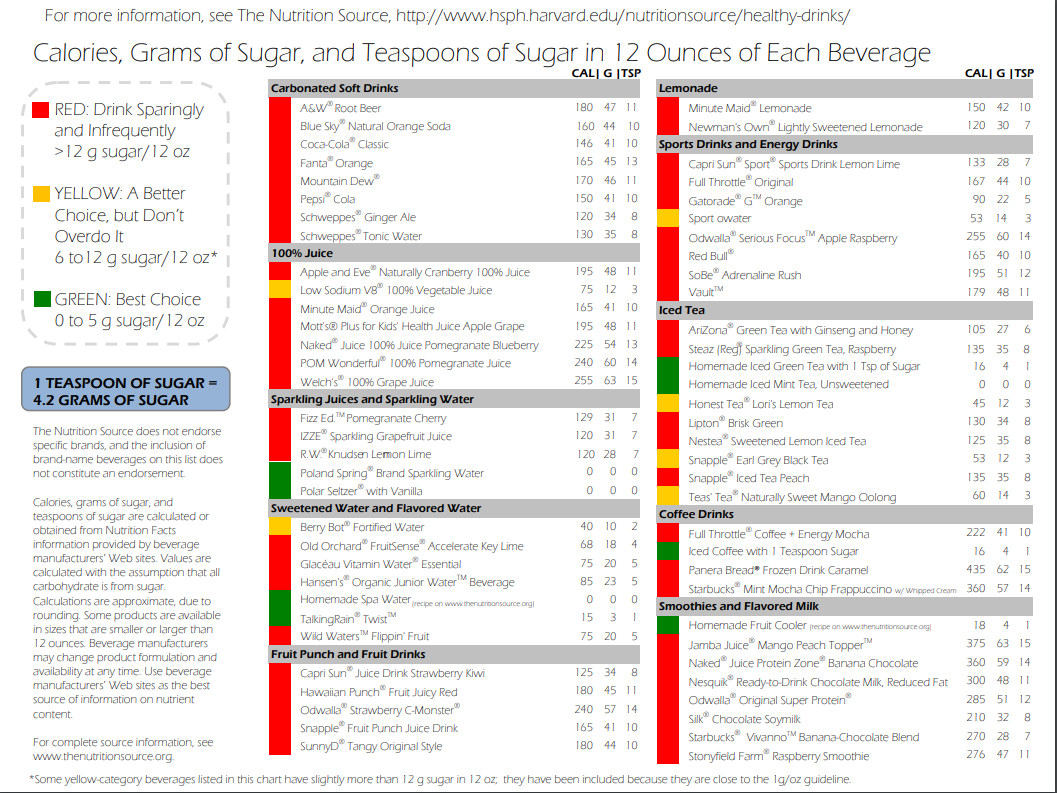 For more information, see The Nutrition Source, http://www.hsph.harvard.edu/nutritionsource/healthy-drinks/
Calories, Grams of Sugar, and Teaspoons of Sugar in 12 Ounces of Each Beverage
RED: Drink Sparingly
and Infrequently
>12 g sugar/12 oz
YELLOW: A Better
Choice, but Don't
Overdo It
6 to12 g sugar/12 oz*
GREEN: Best Choice
0 to 5 g sugar/12 oz
1 TEASPOON OF SUGAR =
4.2 GRAMS OF SUGAR
The Nutrition Source does not endorse
specific brands, and the inclusion of
brand-name beverages on this list does
not constitute an endorsement.
Calories, grams of sugar, and
teaspoons of sugar are calculated or
obtained from Nutrition Facts
information provided by beverage
manufacturers' Web sites. Values are
calculated with the assumption that all
carbohydrate is from sugar.
Calculations are approximate, due to
rounding. Some products are available
in sizes that are smaller or larger than
12 ounces. Beverage manufacturers
may change product formulation and
availability at any time. Use beverage
manufacturers' Web sites as the best
source of information on nutrient
content.
For complete source information, see
www.thenutritionsource.org.
CAL| G |TSP
Carbonated Soft Drinks
A&W® Root Beer 180 47 11
Blue Sky® Natural Orange Soda 160 44 10
Coca-Cola® Classic 146 41 10
Fanta® Orange 165 45 13
Mountain Dew® 170 46 11
Pepsi® Cola 150 41 10
Schweppes® Ginger Ale 120 34 8
Schweppes® Tonic Water 130 35 8
100% Juice
Apple and Eve® Naturally Cranberry 100% Juice 195 48 11
Low Sodium V8® 100% Vegetable Juice 75 12 3
Minute Maid® Orange Juice 165 41 10
Mott's® Plus for Kids' Health Juice Apple Grape 195 48 11
Naked® Juice 100% Juice Pomegranate Blueberry 225 54 13
POM Wonderful® 100% Pomegranate Juice 240 60 14
Welch's® 100% Grape Juice 255 63 15
Sparkling Juices and Sparkling Water
Fizz Ed.™ Pomegranate Cherry 129 31 7
IZZE® Sparkling Grapefruit Juice 120 31 7
R.W.® Knudsen Lemon Lime 120 28 7
Poland Spring® Brand Sparkling Water 0 0 0
Polar Seltzer® with Vanilla 0 0 0
Sweetened Water and Flavored Water
Berry Bot® Fortified Water 40 10 2
Old Orchard® FruitSense® Accelerate Key Lime 68 18 4
Glacéau Vitamin Water® Essential 75 20 5
Hansen's® Organic Junior Water™ Beverage 85 23 5
Homemade Spa Water (recipe on www.thenutritionsource.org) 0 0 0
TalkingRain® Twist™ 15 3 1
Wild Waters™ Flippin' Fruit 75 20 5
Fruit Punch and Fruit Drinks
Capri Sun® Juice Drink Strawberry Kiwi 125 34 8
Hawaiian Punch® Fruit Juicy Red 180 45 11
Odwalla® Strawberry C-Monster® 240 57 14
Snapple® Fruit Punch Juice Drink 165 41 10
SunnyD® Tangy Original Style 180 44 10
CAL| G |TSP
Lemonade
Minute Maid® Lemonade 150 42 10
Newman's Own® Lightly Sweetened Lemonade 120 30 7
Sports Drinks and Energy Drinks
Capri Sun® Sport® Sports Drink Lemon Lime 133 28 7
Full Throttle® Original 167 44 10
Gatorade® G™ Orange 90 22 5
Sport owater 53 14 3
Odwalla® Serious Focus™ Apple Raspberry 255 60 14
Red Bull® 165 40 10
SoBe® Adrenaline Rush 195 51 12
Vault™ 179 48 11
Iced Tea
AriZona® Green Tea with Ginseng and Honey 105 27 6
Steaz (Red)® Sparkling Green Tea, Raspberry 135 35 8
Homemade Iced Green Tea with 1 Tsp of Sugar 16 4 1
Homemade Iced Mint Tea, Unsweetened 0 0 0
Honest Tea® Lori's Lemon Tea 45 12 3
Lipton® Brisk Green 130 34 8
Nestea® Sweetened Lemon Iced Tea 125 35 8
Snapple® Earl Grey Black Tea 53 12 3
Snapple® Iced Tea Peach 135 35 8
Teas' Tea® Naturally Sweet Mango Oolong 60 14 3
Coffee Drinks
Full Throttle® Coffee + Energy Mocha 222 41 10
Iced Coffee with 1 Teaspoon Sugar 16 4 1
Panera Bread® Frozen Drink Caramel 435 62 15
Starbucks® Mint Mocha Chip Frappuccino w/ Whipped Cream 360 57 14
Smoothies and Flavored Milk
Homemade Fruit Cooler (recipe on www.thenutritionsource.org) 18 4 1
Jamba Juice® Mango Peach Topper™ 375 63 15
Naked® Juice Protein Zone® Banana Chocolate 360 59 14
Nesquik® Ready-to-Drink Chocolate Milk, Reduced Fat 300 48 11
Odwalla® Original Super Protein® 285 51 12
Silk® Chocolate Soymilk 210 32 8
Starbucks® Vivanno™ Banana-Chocolate Blend 270 28 7
Stonyfield Farm® Raspberry Smoothie 276 47 11
*Some yellow-category beverages listed in this chart have slightly more than 12 g sugar in 12 oz; they have been included because they are close to the 1g/oz guideline.